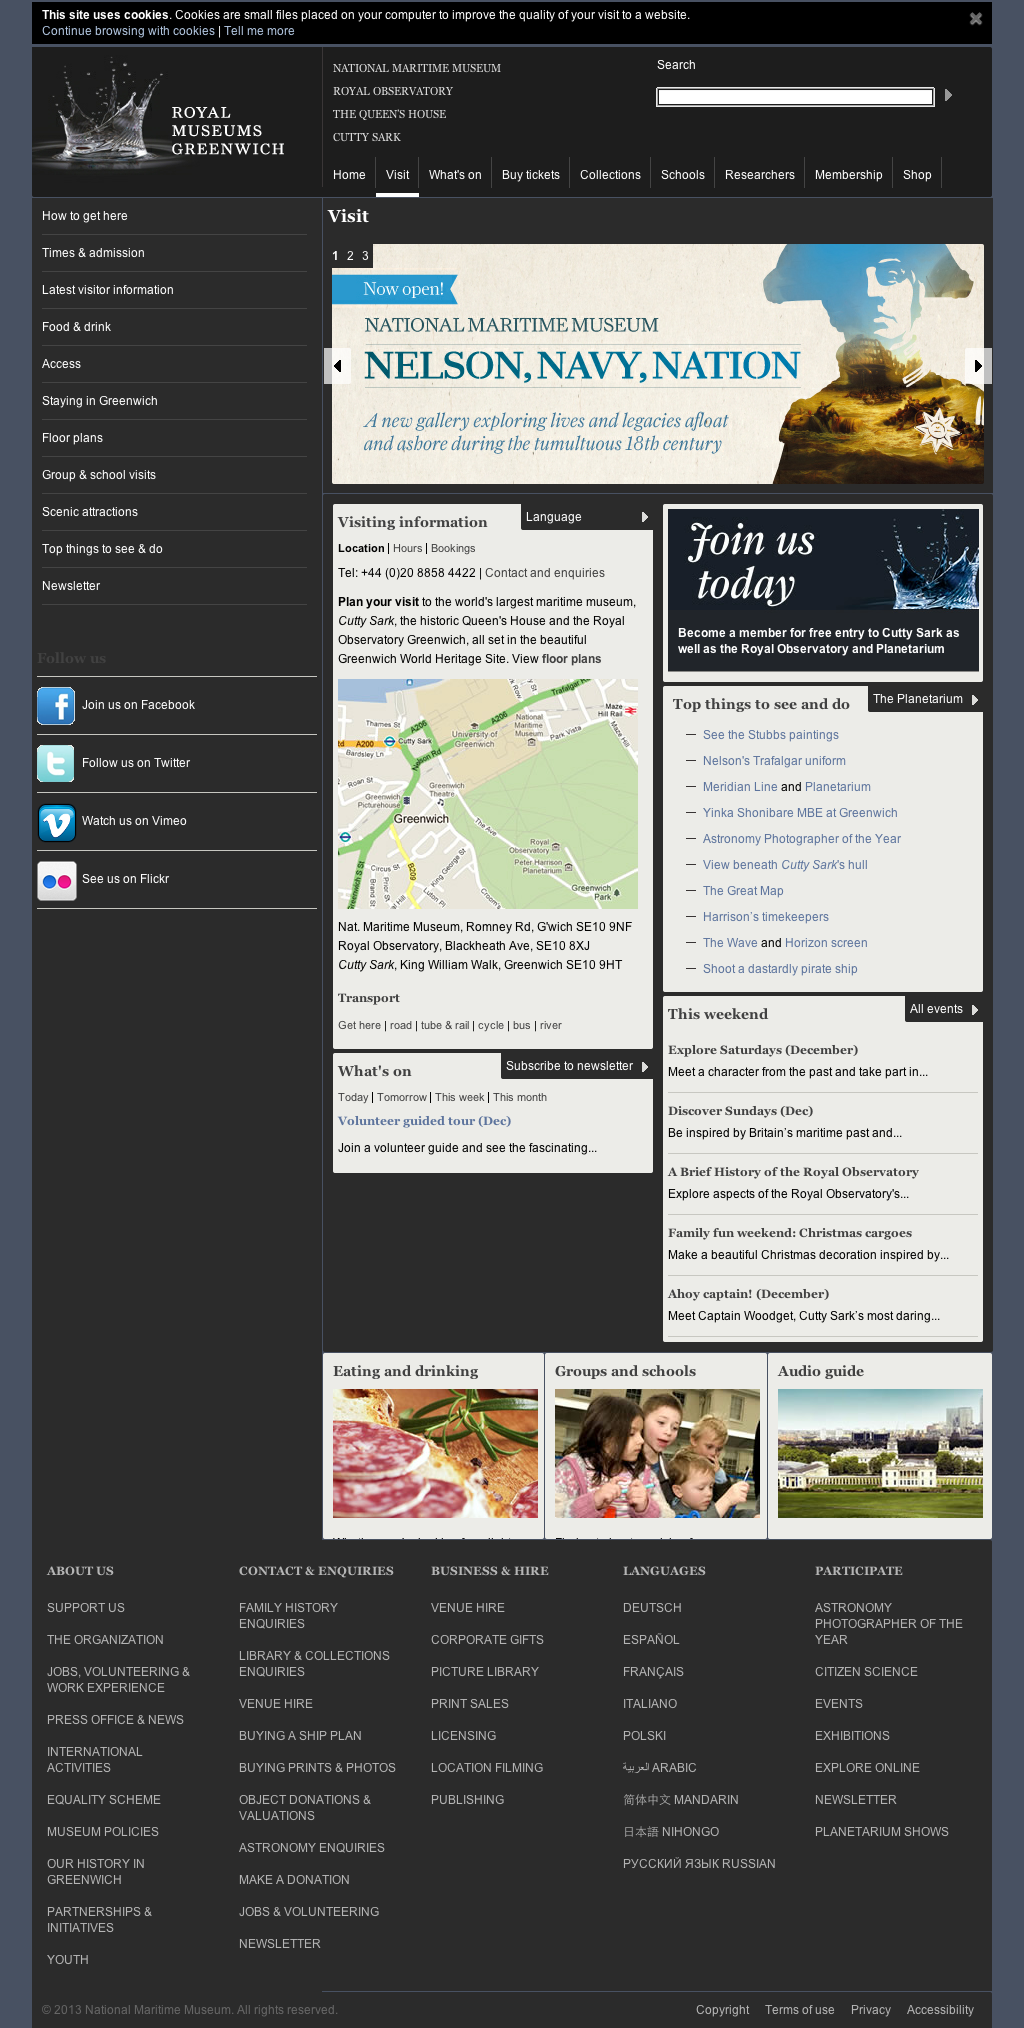 This site uses cookies. Cookies are small files placed on your computer to improve the quality of your visit to a website.
Continue browsing with cookies | Tell me more
ROYAL
MUSEUMS
GREENWICH
NATIONAL MARITIME MUSEUM
ROYAL OBSERVATORY
THE QUEEN'S HOUSE
CUTTY SARK
Search
Home
Visit
What's on
Buy tickets
Collections
Schools
Researchers
Membership
Shop
How to get here
Times & admission
Latest visitor information
Food & drink
Access
Staying in Greenwich
Floor plans
Group & school visits
Scenic attractions
Top things to see & do
Newsletter
Follow us
Join us on Facebook
Follow us on Twitter
Watch us on Vimeo
See us on Flickr
Visit
1 2 3
Now open!
NATIONAL MARITIME MUSEUM
NELSON, NAVY, NATION
A new gallery exploring lives and legacies afloat
and ashore during the tumultuous 18th century
Visiting information
Language
Location | Hours | Bookings
Tel: +44 (0)20 8858 4422 | Contact and enquiries
Plan your visit to the world's largest maritime museum,
Cutty Sark, the historic Queen's House and the Royal
Observatory Greenwich, all set in the beautiful
Greenwich World Heritage Site. View floor plans
Trafalgar R
Maze
Hill Rail
Thames St
A206
National
Maritime
Museum
Park Vista
Maze Hill
A206
University of
Greenwich
Cutty Sark
A200
Bardsley Ln
Nelson Rd
Roan St
Greenwich
Picturehouse
Greenwich
Theatre
Greenwich
The Ave
Royal
Observatory
Peter Harrison
Planetarium
Circus St
King George St
B209
Greenwich S St
Brand St
Royal Hill
Luton Pl
Greenwich
Park
Nat. Maritime Museum, Romney Rd, G'wich SE10 9NF
Royal Observatory, Blackheath Ave, SE10 8XJ
Cutty Sark, King William Walk, Greenwich SE10 9HT
Transport
Get here | road | tube & rail | cycle | bus | river
What's on
Subscribe to newsletter
Today | Tomorrow | This week | This month
Volunteer guided tour (Dec)
Join a volunteer guide and see the fascinating...
Join us
today
Become a member for free entry to Cutty Sark as
well as the Royal Observatory and Planetarium
Top things to see and do
The Planetarium
See the Stubbs paintings
Nelson's Trafalgar uniform
Meridian Line and Planetarium
Yinka Shonibare MBE at Greenwich
Astronomy Photographer of the Year
View beneath Cutty Sark's hull
The Great Map
Harrison's timekeepers
The Wave and Horizon screen
Shoot a dastardly pirate ship
This weekend
All events
Explore Saturdays (December)
Meet a character from the past and take part in...
Discover Sundays (Dec)
Be inspired by Britain's maritime past and...
A Brief History of the Royal Observatory
Explore aspects of the Royal Observatory's...
Family fun weekend: Christmas cargoes
Make a beautiful Christmas decoration inspired by...
Ahoy captain! (December)
Meet Captain Woodget, Cutty Sark's most daring...
Eating and drinking
Groups and schools
Audio guide
ABOUT US
SUPPORT US
THE ORGANIZATION
JOBS, VOLUNTEERING &
WORK EXPERIENCE
PRESS OFFICE & NEWS
INTERNATIONAL
ACTIVITIES
EQUALITY SCHEME
MUSEUM POLICIES
OUR HISTORY IN
GREENWICH
PARTNERSHIPS &
INITIATIVES
YOUTH
CONTACT & ENQUIRIES
FAMILY HISTORY
ENQUIRIES
LIBRARY & COLLECTIONS
ENQUIRIES
VENUE HIRE
BUYING A SHIP PLAN
BUYING PRINTS & PHOTOS
OBJECT DONATIONS &
VALUATIONS
ASTRONOMY ENQUIRIES
MAKE A DONATION
JOBS & VOLUNTEERING
NEWSLETTER
BUSINESS & HIRE
VENUE HIRE
CORPORATE GIFTS
PICTURE LIBRARY
PRINT SALES
LICENSING
LOCATION FILMING
PUBLISHING
LANGUAGES
DEUTSCH
ESPAÑOL
FRANÇAIS
ITALIANO
POLSKI
العربية ARABIC
简体中文 MANDARIN
日本語 NIHONGO
РУССКИЙ ЯЗЫК RUSSIAN
PARTICIPATE
ASTRONOMY
PHOTOGRAPHER OF THE
YEAR
CITIZEN SCIENCE
EVENTS
EXHIBITIONS
EXPLORE ONLINE
NEWSLETTER
PLANETARIUM SHOWS
© 2013 National Maritime Museum. All rights reserved.
Copyright
Terms of use
Privacy
Accessibility